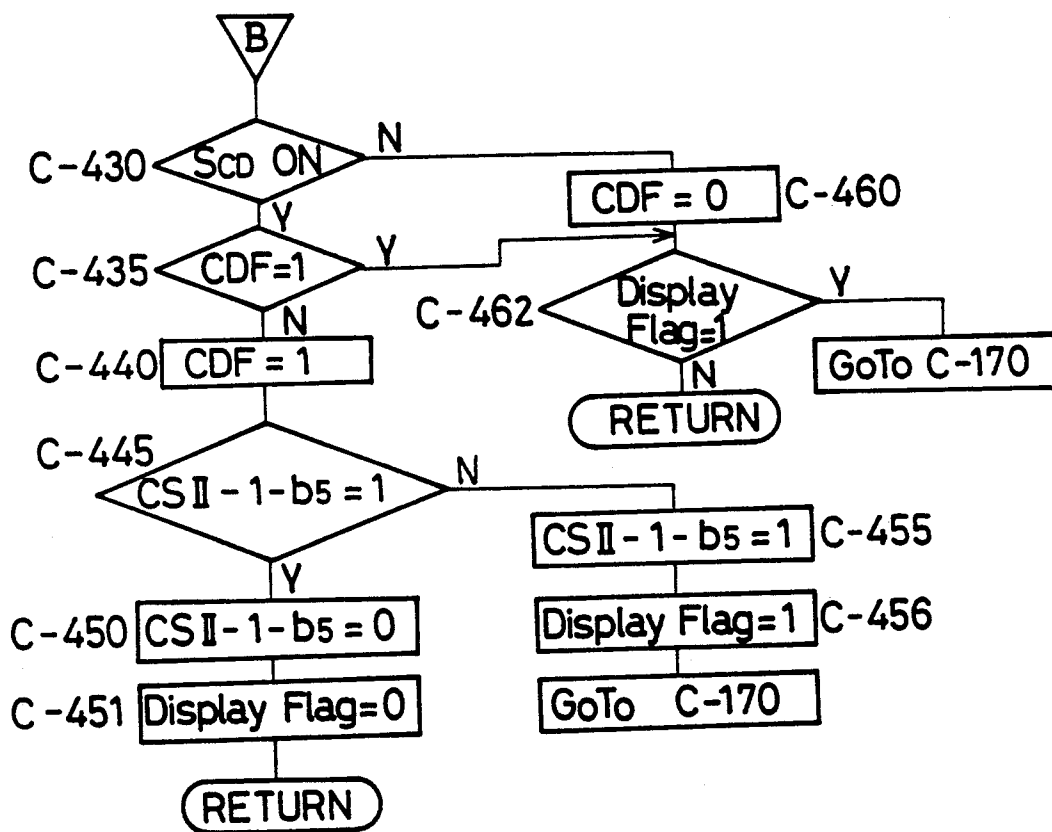 B
C-430
SCD ON
N
Y
CDF = 0
C-460
C-435
CDF=1
Y
N
C-462
Display
Flag=1
Y
N
GoTo C-170
RETURN
C-440
CDF = 1
C-445
CSⅡ-1-b5=1
N
Y
CSⅡ-1-b5=1
C-455
C-450
CSⅡ-1-b5=0
Display Flag=1
C-456
C-451
Display Flag=0
GoTo C-170
RETURN